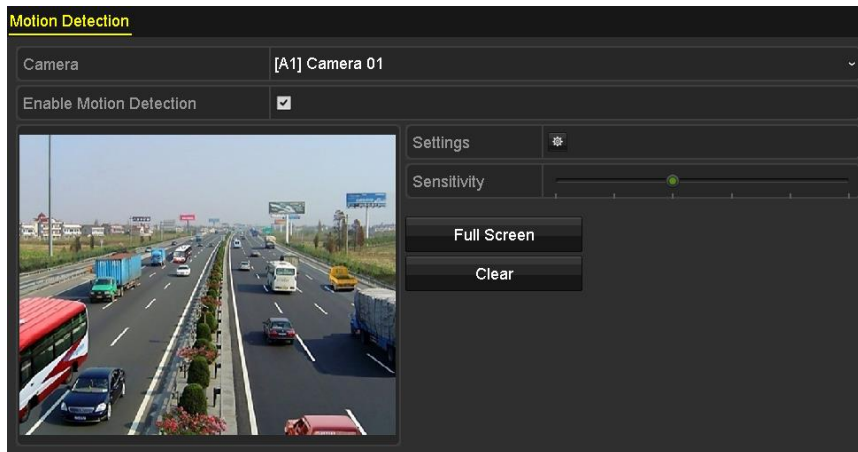 Motion Detection
Camera
[A1] Camera 01
Enable Motion Detection
Settings
Sensitivity
Full Screen
Clear